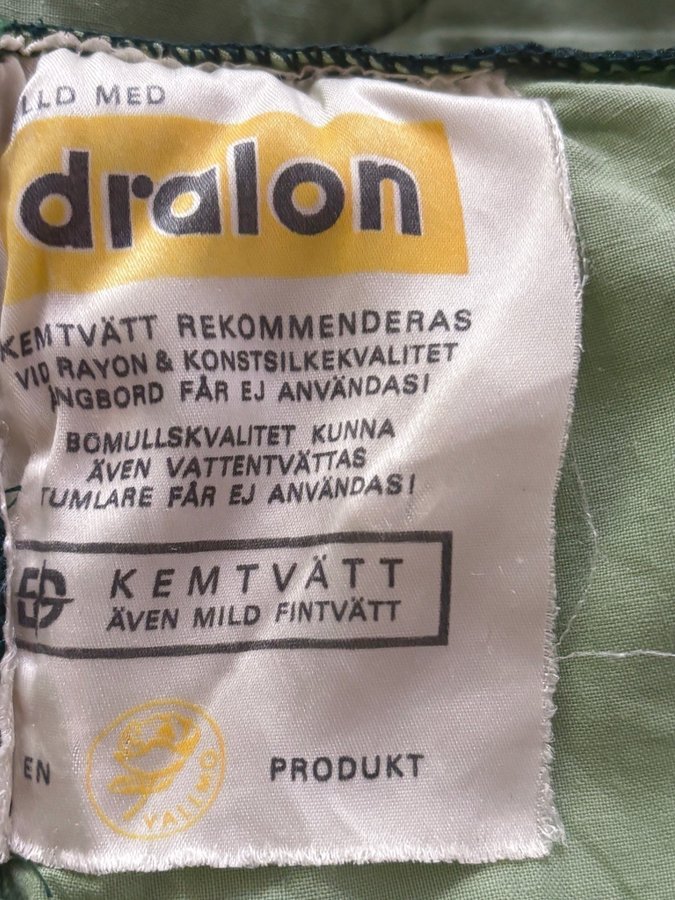 LLD MED
dralon
KEMTVÄTT REKOMMENDERAS
VID RAYON & KONSTSILKEKVALITET
ÅNGBORD FÅR EJ ANVÄNDAS!
BOMULLSKVALITET KUNNA
ÄVEN VATTENTVÄTTAS
TUMLARE FÅR EJ ANVÄNDAS!
KEMTVÄTT
ÄVEN MILD FINTVÄTT
EN VALLMO PRODUKT